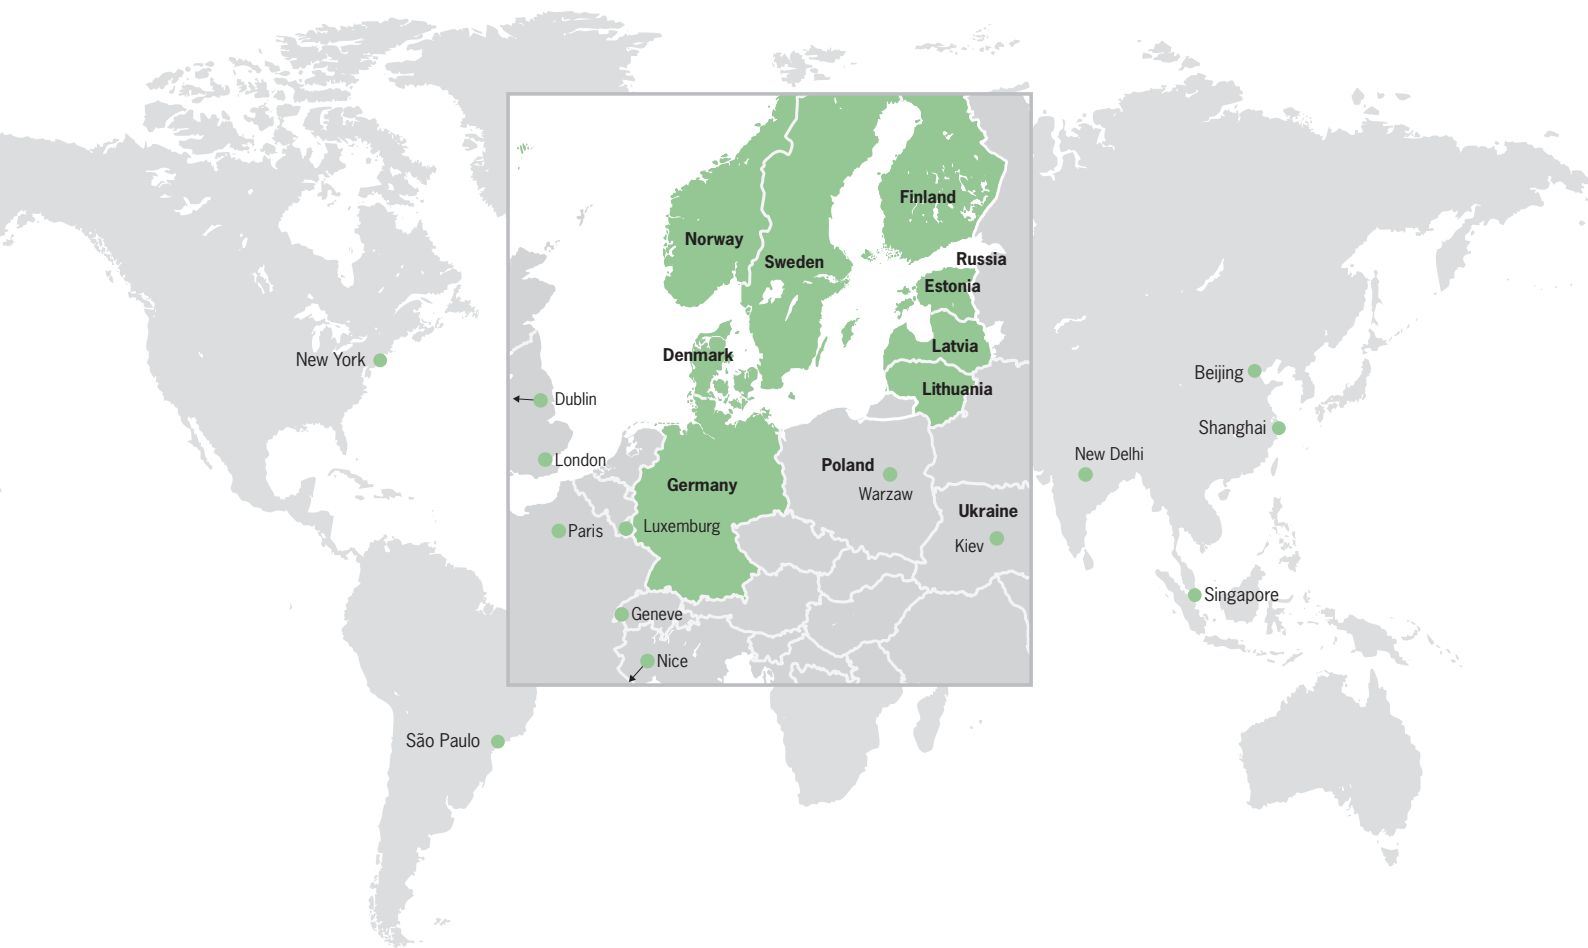 Finland
Norway
Russia
Sweden
Estonia
Latvia
Denmark
New York
Beijing
Lithuania
Dublin
Shanghai
New Delhi
London
Poland
Germany
Warzaw
Ukraine
Luxemburg
Paris
Kiev
Singapore
Geneve
Nice
São Paulo